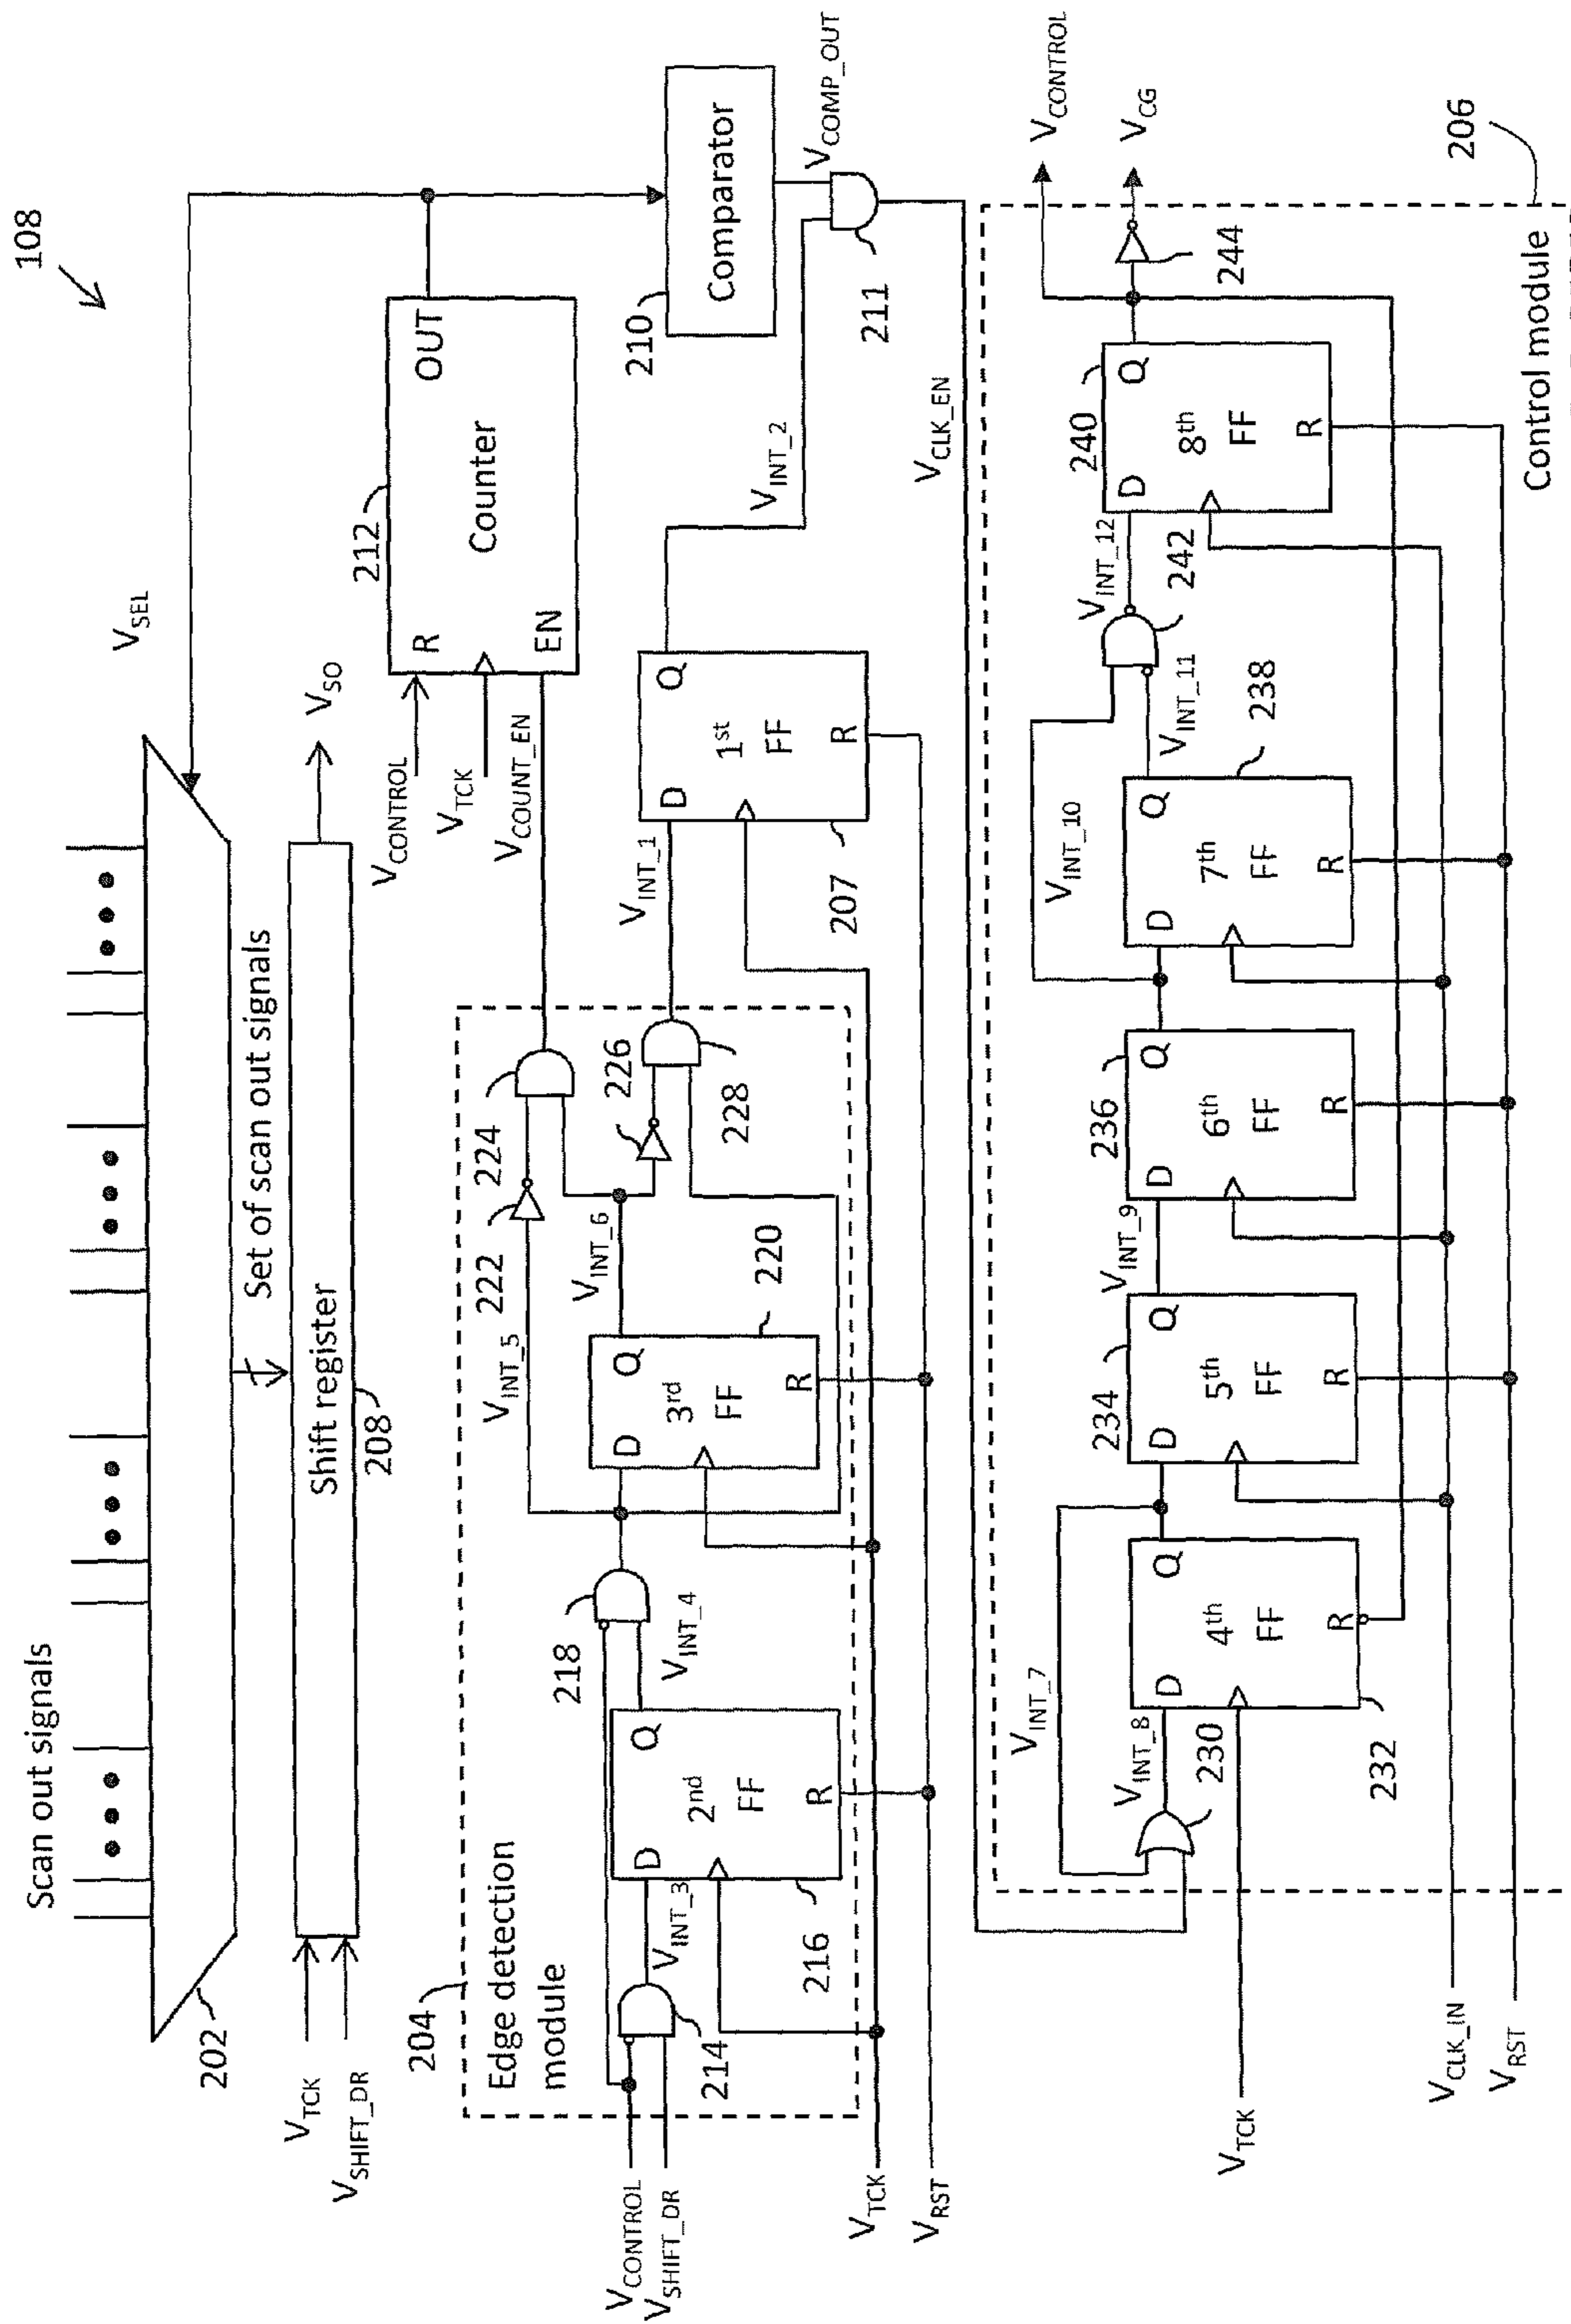 108
Scan out signals
202
V_SEL
Set of scan out signals
V_TCK
V_SHIFT_DR
Shift register
208
V_SO
V_CONTROL
V_TCK
V_COUNT_EN
212
R
OUT
Counter
EN
210
Comparator
V_COMP_OUT
211
204
Edge detection
module
V_CONTROL
V_SHIFT_DR
214
V_INT_3
216
D
Q
2nd
FF
R
218
V_INT_4
V_INT_5
222
224
V_INT_6
D
Q
3rd
FF
R
220
226
228
V_INT_1
D
Q
1st
FF
R
207
V_INT_2
V_TCK
V_RST
V_CLK_EN
V_INT_7
V_INT_8
230
V_TCK
D
Q
4th
FF
R
232
234
D
Q
5th
FF
R
V_INT_9
236
D
Q
6th
FF
R
V_INT_10
D
Q
7th
FF
R
238
V_INT_11
V_INT_12
242
240
D
Q
8th
FF
R
244
V_CONTROL
V_CG
206
Control module
V_CLK_IN
V_RST